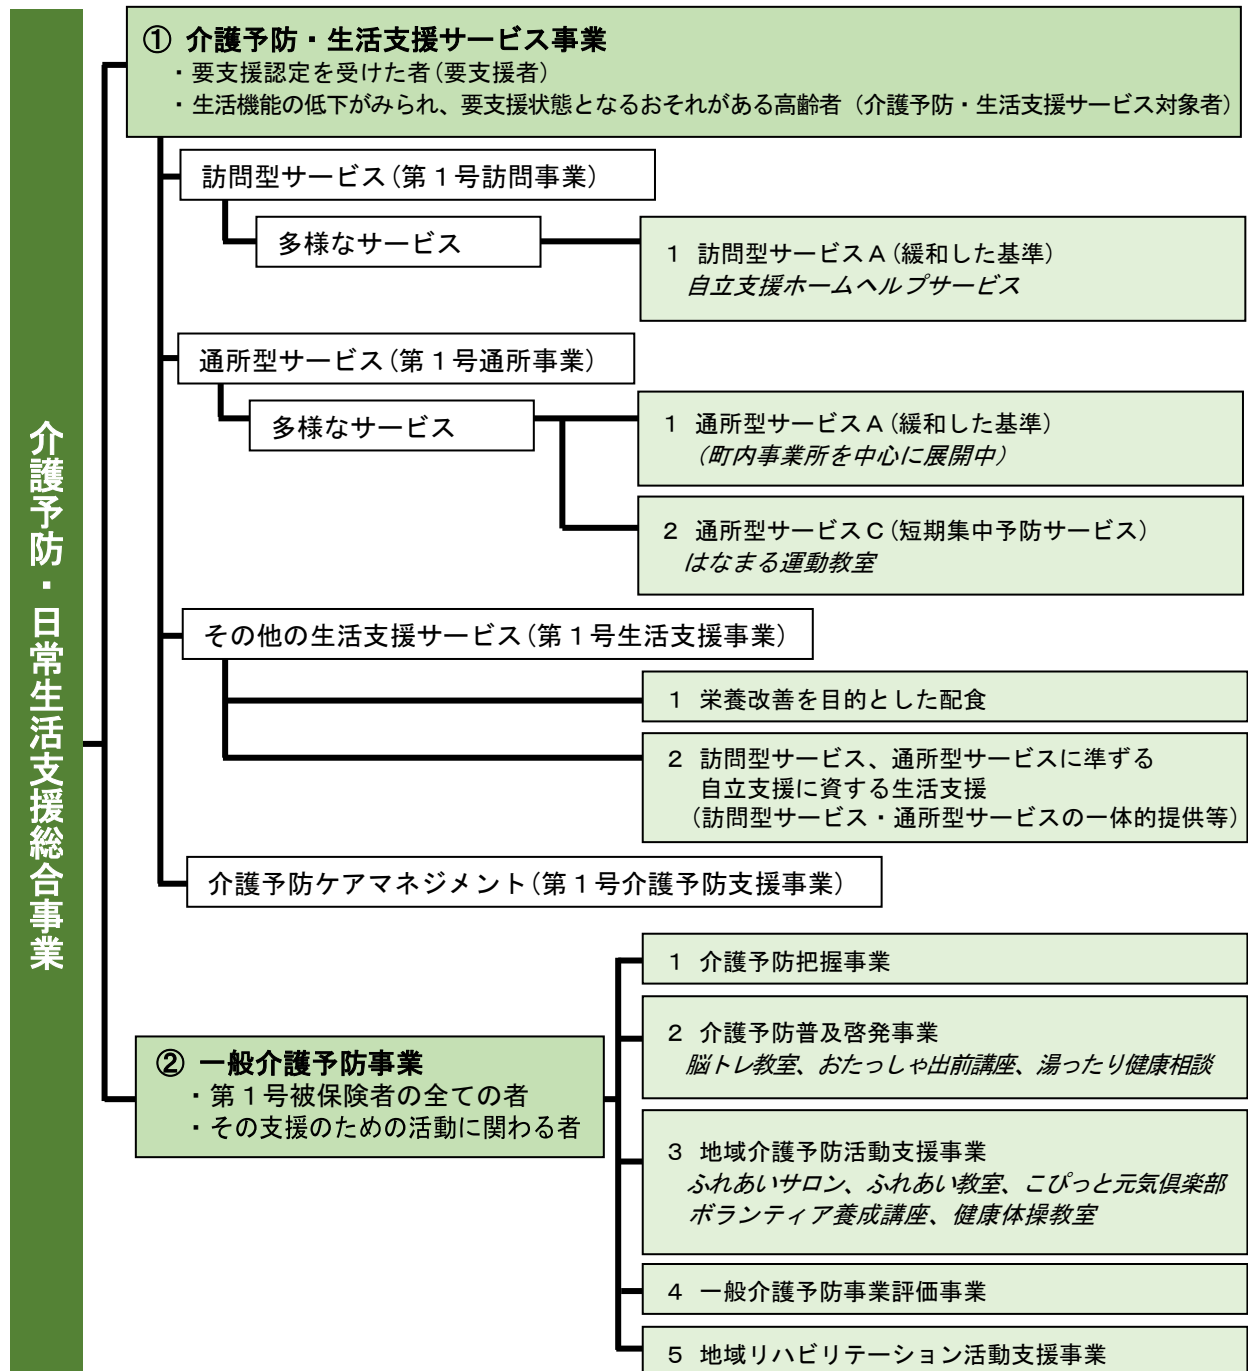 介護予防・日常生活支援総合事業
① 介護予防・生活支援サービス事業
・要支援認定を受けた者(要支援者)
・生活機能の低下がみられ、要支援状態となるおそれがある高齢者（介護予防・生活支援サービス対象者）
訪問型サービス(第１号訪問事業)
多様なサービス
１ 訪問型サービスＡ(緩和した基準)
自立支援ホームヘルプサービス
通所型サービス(第１号通所事業)
多様なサービス
１ 通所型サービスＡ(緩和した基準)
（町内事業所を中心に展開中）
２ 通所型サービスＣ(短期集中予防サービス)
はなまる運動教室
その他の生活支援サービス(第１号生活支援事業)
１ 栄養改善を目的とした配食
２ 訪問型サービス、通所型サービスに準ずる
自立支援に資する生活支援
(訪問型サービス・通所型サービスの一体的提供等)
介護予防ケアマネジメント(第１号介護予防支援事業)
② 一般介護予防事業
・第１号被保険者の全ての者
・その支援のための活動に関わる者
１ 介護予防把握事業
２ 介護予防普及啓発事業
脳トレ教室、おたっしゃ出前講座、湯ったり健康相談
３ 地域介護予防活動支援事業
ふれあいサロン、ふれあい教室、こぴっと元気倶楽部
ボランティア養成講座、健康体操教室
４ 一般介護予防事業評価事業
５ 地域リハビリテーション活動支援事業